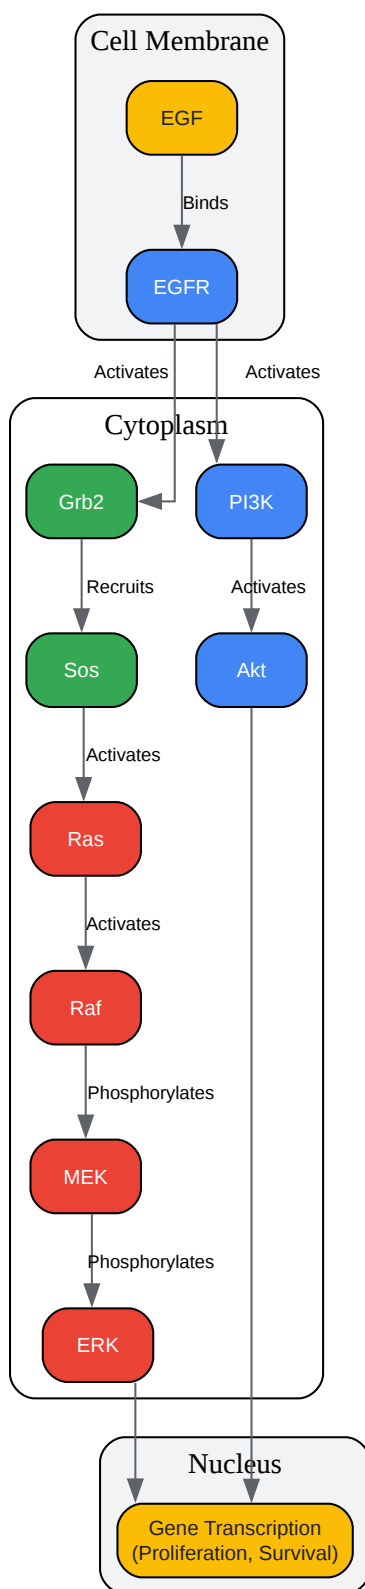 Cell Membrane
EGF
Binds
EGFR
Activates
Activates
Cytoplasm
Grb2
PI3K
Recruits
Activates
Sos
Akt
Activates
Ras
Activates
Raf
Phosphorylates
MEK
Phosphorylates
ERK
Nucleus
Gene Transcription
(Proliferation, Survival)